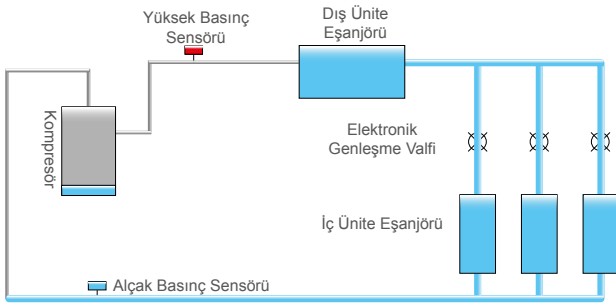 Yüksek Basınç
Sensörü
Dış Ünite
Eşanjörü
Kompresör
Elektronik
Genleşme Valfi
İç Ünite Eşanjörü
Alçak Basınç Sensörü